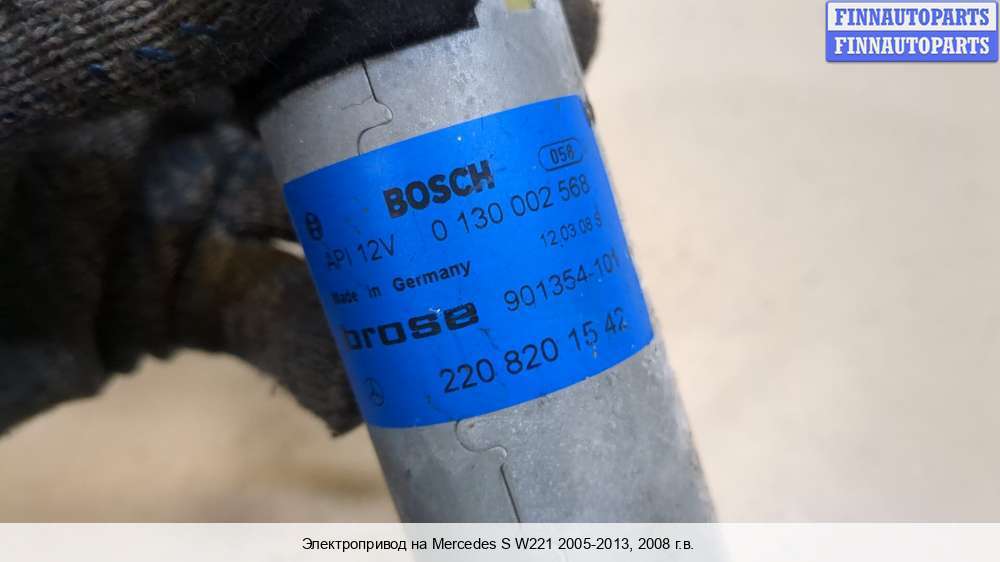 FINNAUTOPARTS
FINNAUTOPARTS
BOSCH 058
API 12V 0 130 002 568
12.03.08 S
Made in Germany
brose 901354-101
220 820 15 42
Электропривод на Mercedes S W221 2005-2013, 2008 г.в.